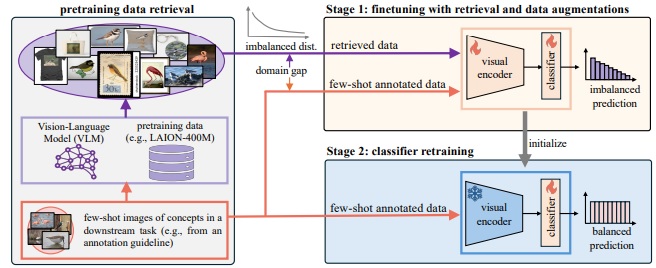 pretraining data retrieval
Vision-Language
Model (VLM)
pretraining data
(e.g., LAION-400M)
few-shot images of concepts in a
downstream task (e.g., from an
annotation guideline)
imbalanced dist.
domain gap
retrieved data
few-shot annotated data
Stage 1: finetuning with retrieval and data augmentations
visual
encoder
classifier
imbalanced
prediction
initialize
Stage 2: classifier retraining
few-shot annotated data
visual
encoder
classifier
balanced
prediction